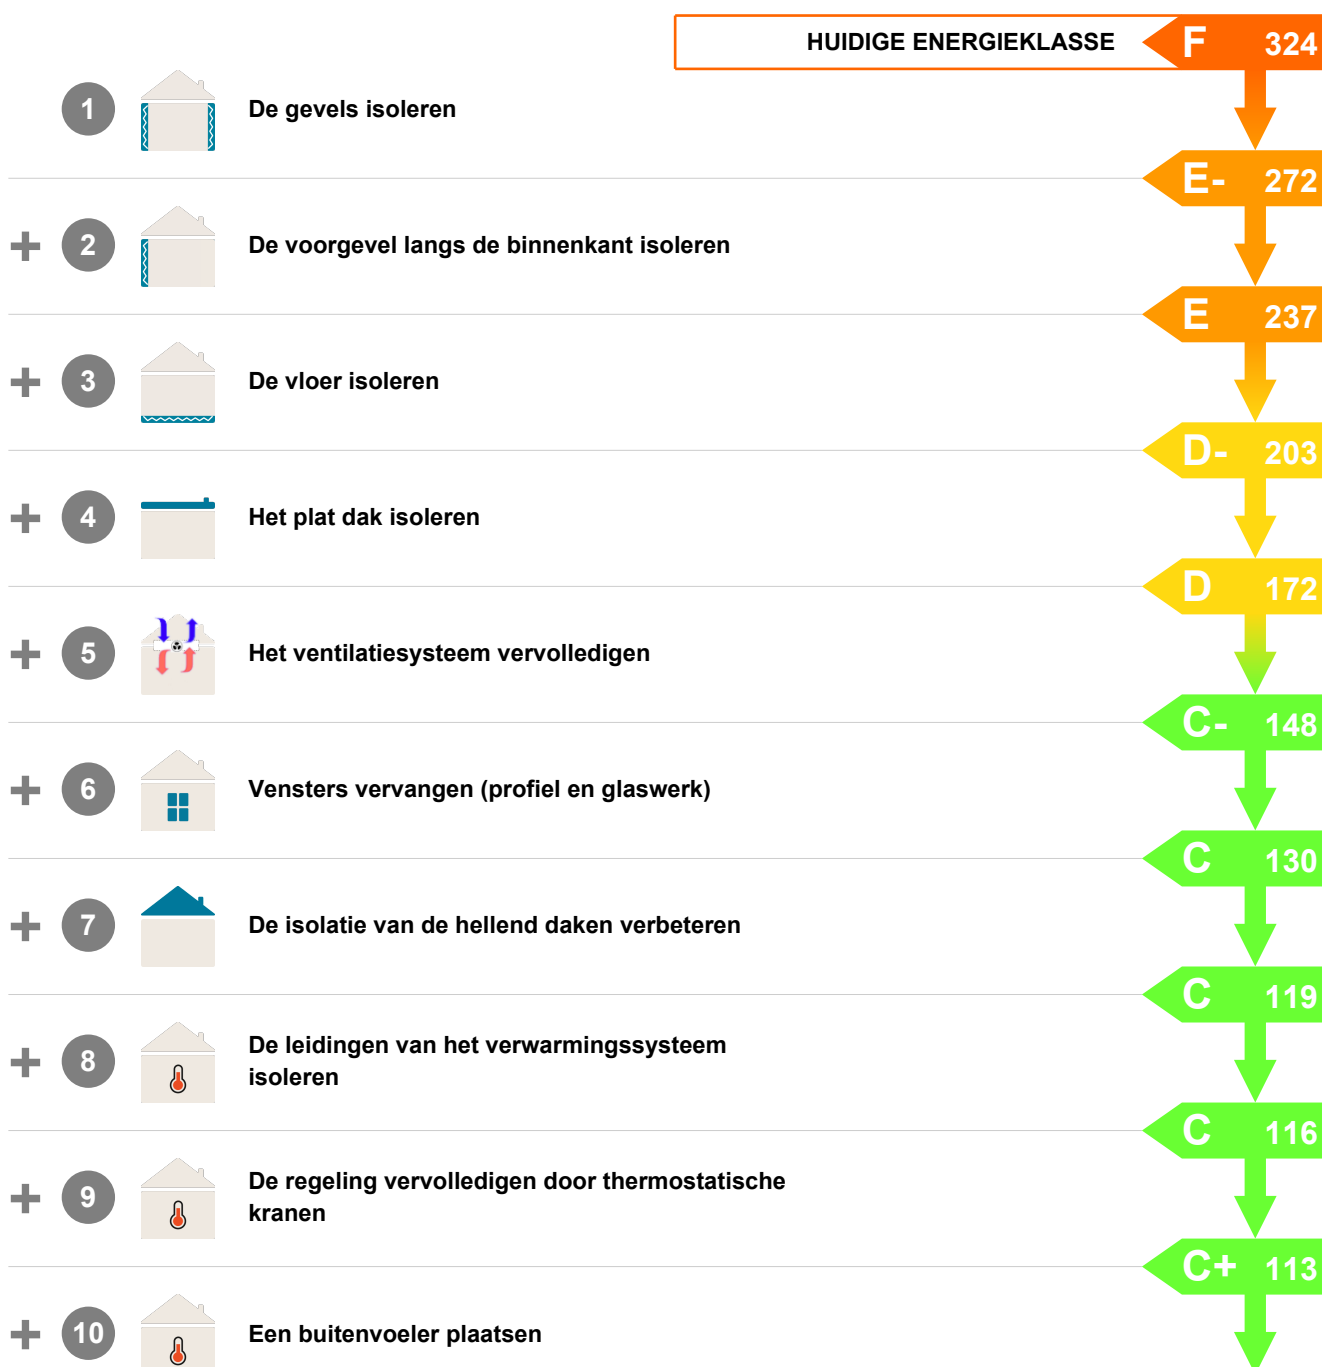 HUIDIGE ENERGIEKLASSE F 324
1 De gevels isoleren
E- 272
+ 2 De voorgevel langs de binnenkant isoleren
E 237
+ 3 De vloer isoleren
D- 203
+ 4 Het plat dak isoleren
D 172
+ 5 Het ventilatiesysteem vervolledigen
C- 148
+ 6 Vensters vervangen (profiel en glaswerk)
C 130
+ 7 De isolatie van de hellend daken verbeteren
C 119
+ 8 De leidingen van het verwarmingssysteem
isoleren
C 116
+ 9 De regeling vervolledigen door thermostatische
kranen
C+ 113
+ 10 Een buitenvoeler plaatsen